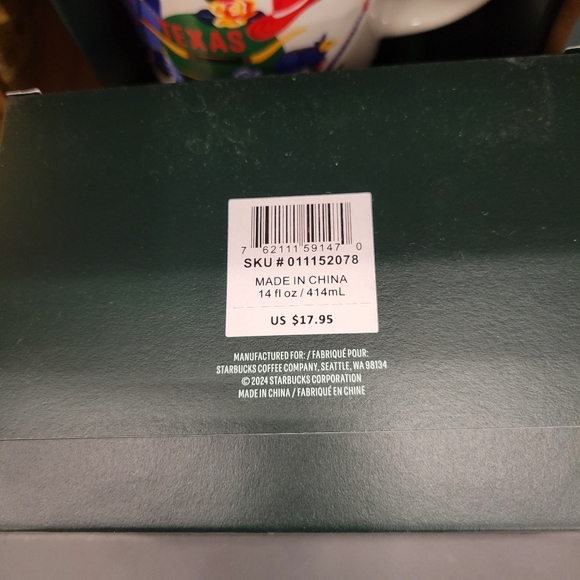 TEXAS
7 62111 59147 0
SKU # 011152078
MADE IN CHINA
14 fl oz / 414mL
US $17.95
MANUFACTURED FOR: / FABRIQUÉ POUR:
STARBUCKS COFFEE COMPANY, SEATTLE, WA 98134
© 2024 STARBUCKS CORPORATION
MADE IN CHINA / FABRIQUÉ EN CHINE